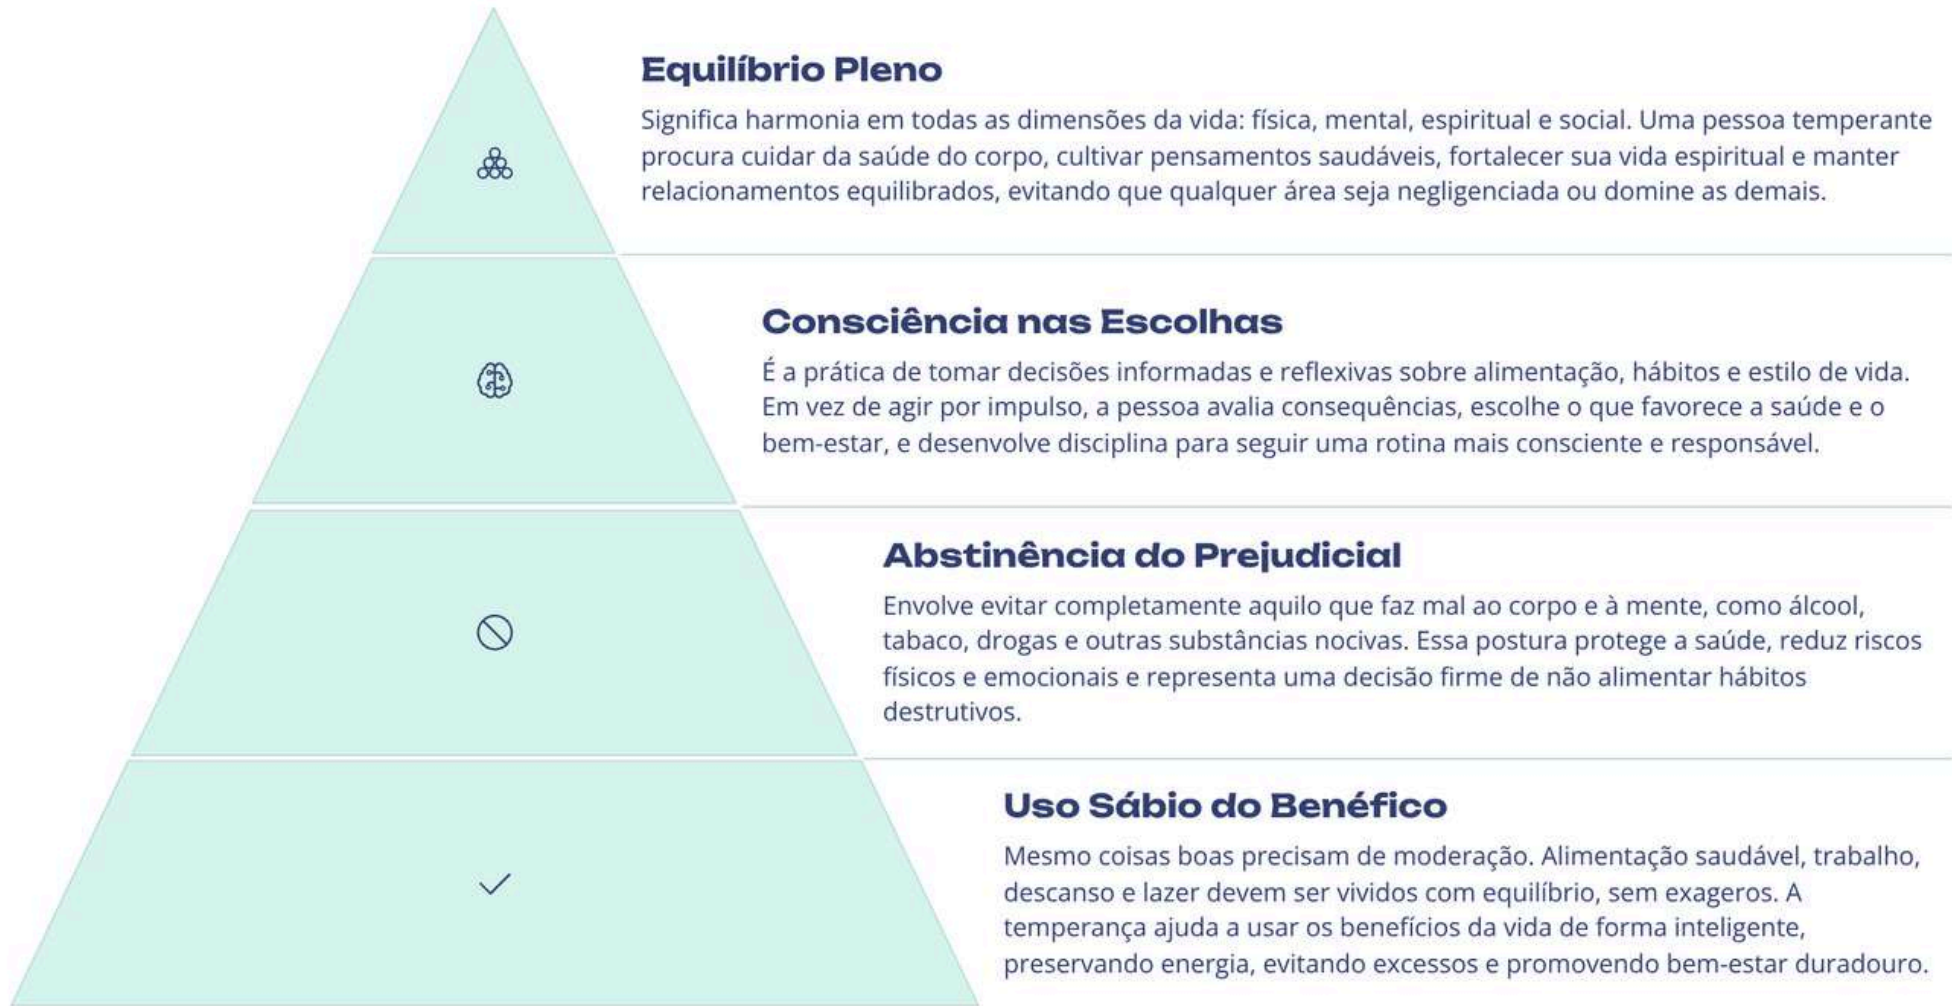 Equilíbrio Pleno
Significa harmonia em todas as dimensões da vida: física, mental, espiritual e social. Uma pessoa temperante
procura cuidar da saúde do corpo, cultivar pensamentos saudáveis, fortalecer sua vida espiritual e manter
relacionamentos equilibrados, evitando que qualquer área seja negligenciada ou domine as demais.
Consciência nas Escolhas
É a prática de tomar decisões informadas e reflexivas sobre alimentação, hábitos e estilo de vida.
Em vez de agir por impulso, a pessoa avalia consequências, escolhe o que favorece a saúde e o
bem-estar, e desenvolve disciplina para seguir uma rotina mais consciente e responsável.
Abstinência do Prejudicial
Envolve evitar completamente aquilo que faz mal ao corpo e à mente, como álcool,
tabaco, drogas e outras substâncias nocivas. Essa postura protege a saúde, reduz riscos
físicos e emocionais e representa uma decisão firme de não alimentar hábitos
destrutivos.
Uso Sábio do Benéfico
Mesmo coisas boas precisam de moderação. Alimentação saudável, trabalho,
descanso e lazer devem ser vividos com equilíbrio, sem exageros. A
temperança ajuda a usar os benefícios da vida de forma inteligente,
preservando energia, evitando excessos e promovendo bem-estar duradouro.